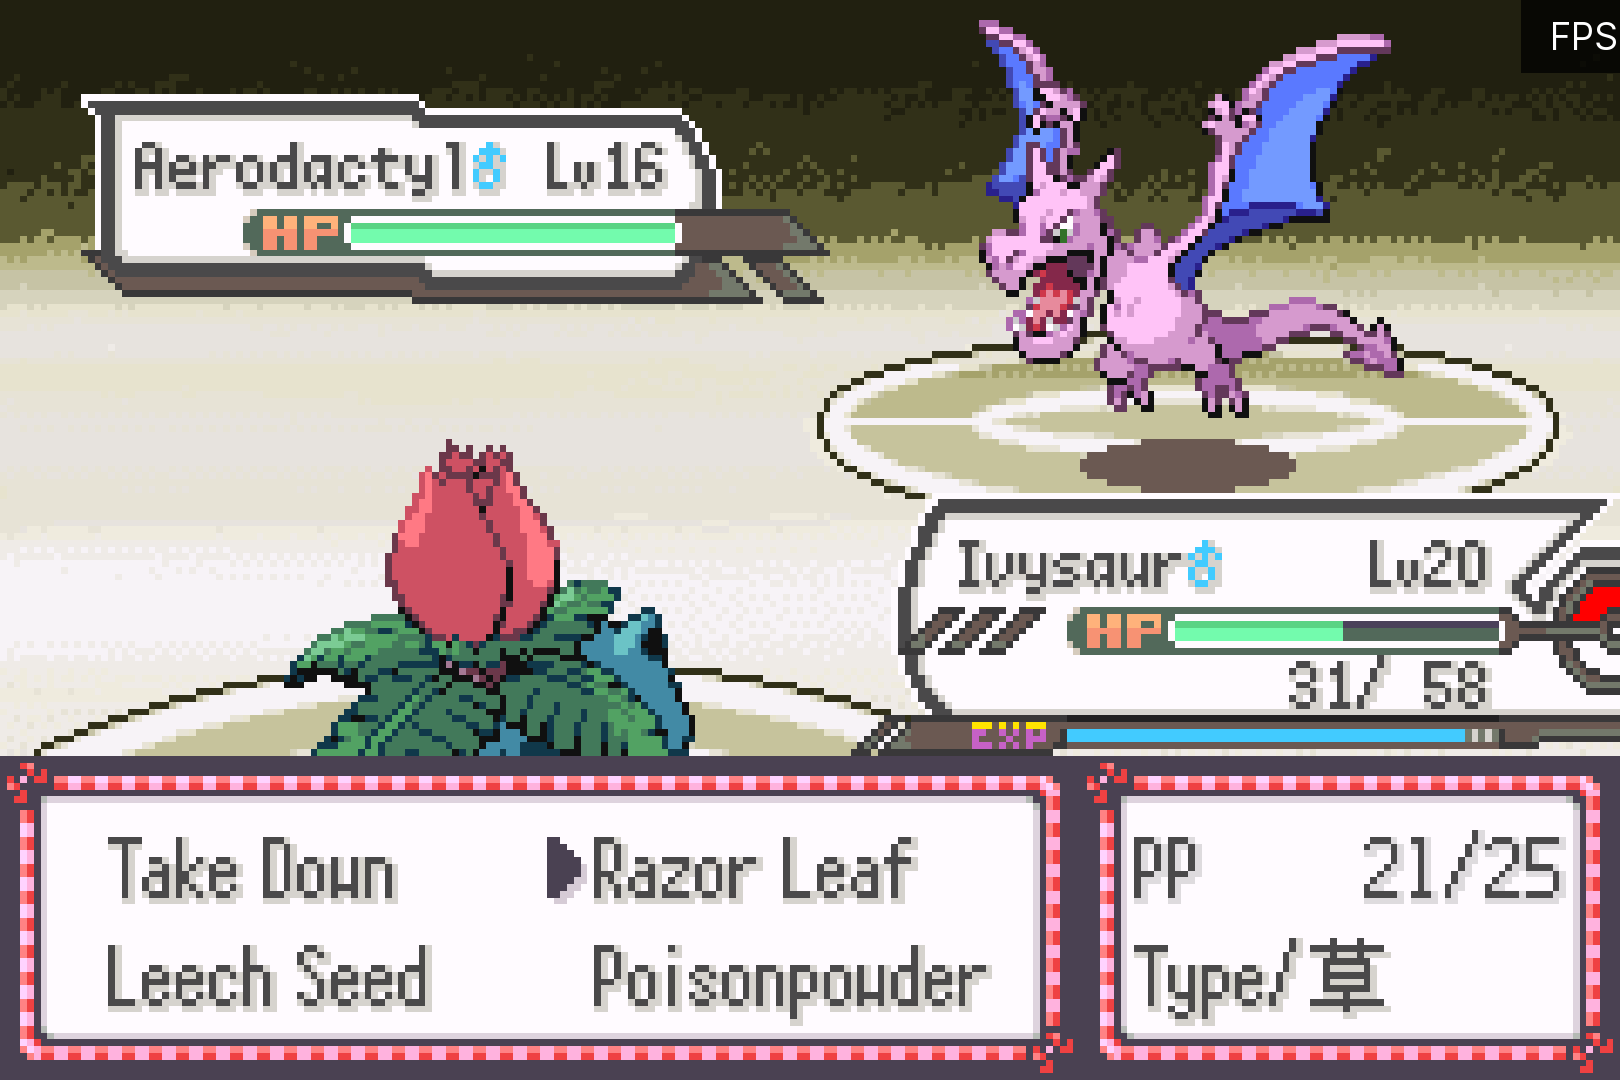 FPS
Aerodactyl♂ Lv16
HP
Ivysaur♂ Lv20
HP
31/ 58
EXP
Take Down ▶Razor Leaf
Leech Seed Poisonpowder
PP 21/25
Type/草